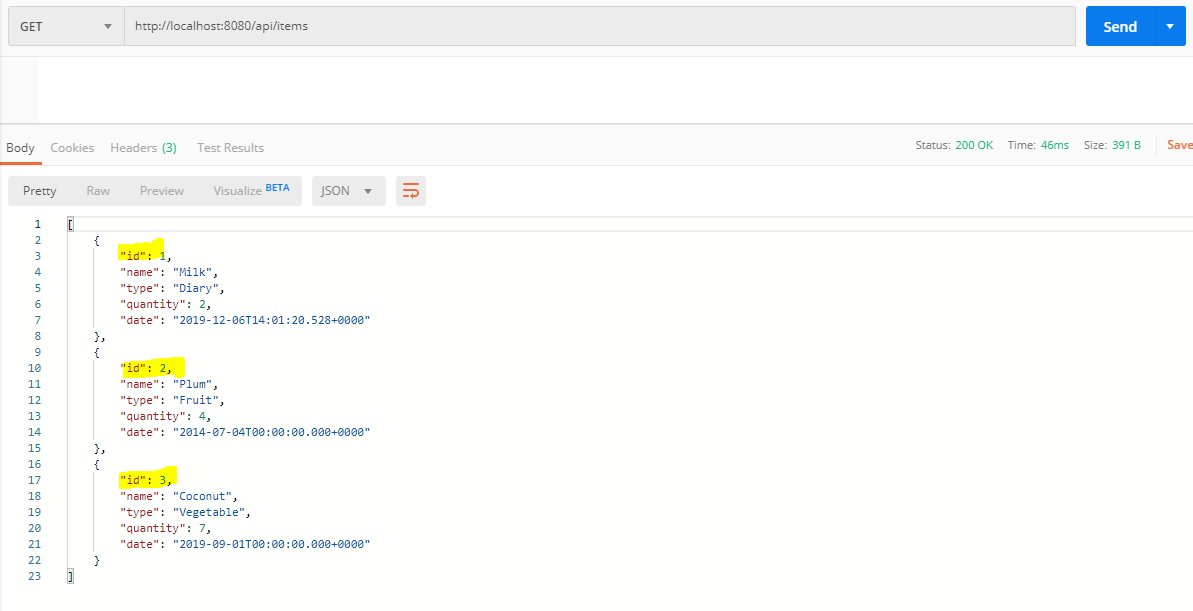 GET http://localhost:8080/api/items Send
Body Cookies Headers (3) Test Results Status: 200 OK Time: 46ms Size: 391 B Save
Pretty Raw Preview Visualize BETA JSON
1 [
2 {
3 "id": 1,
4 "name": "Milk",
5 "type": "Diary",
6 "quantity": 2,
7 "date": "2019-12-06T14:01:20.528+0000"
8 },
9 {
10 "id": 2,
11 "name": "Plum",
12 "type": "Fruit",
13 "quantity": 4,
14 "date": "2014-07-04T00:00:00.000+0000"
15 },
16 {
17 "id": 3,
18 "name": "Coconut",
19 "type": "Vegetable",
20 "quantity": 7,
21 "date": "2019-09-01T00:00:00.000+0000"
22 }
23 ]